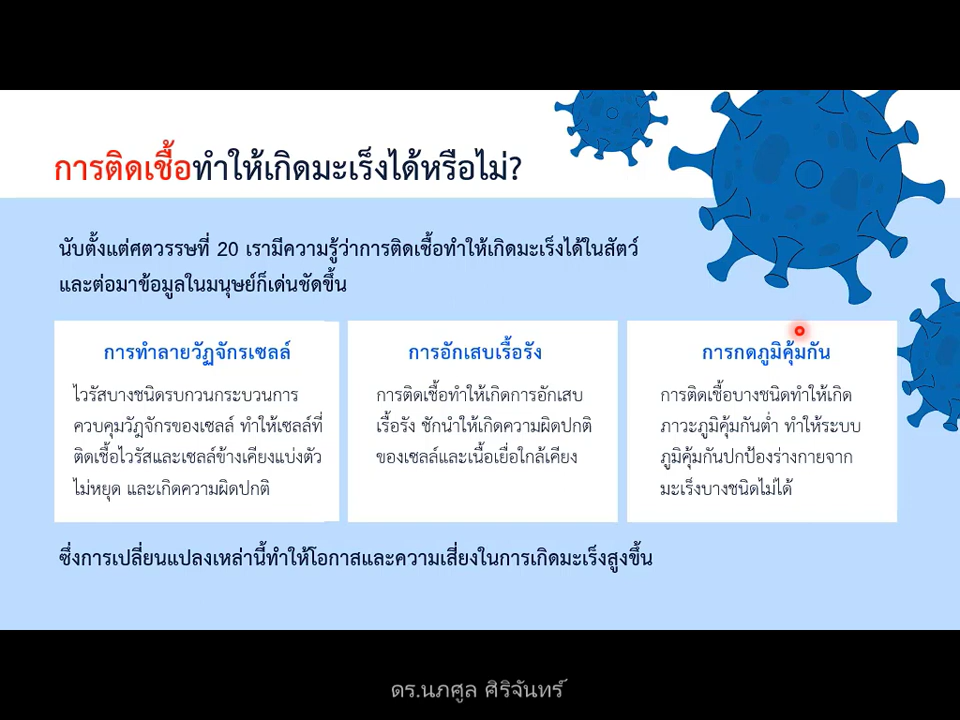 การติดเชื้อทำให้เกิดมะเร็งได้หรือไม่?
นับตั้งแต่ศตวรรษที่ 20 เรามีความรู้ว่าการติดเชื้อทำให้เกิดมะเร็งได้ในสัตว์
และต่อมาข้อมูลในมนุษย์ก็เด่นชัดขึ้น
การทำลายวัฏจักรเซลล์
ไวรัสบางชนิดรบกวนกระบวนการ
ควบคุมวัฏจักรของเซลล์ ทำให้เซลล์ที่
ติดเชื้อไวรัสและเซลล์ข้างเคียงแบ่งตัว
ไม่หยุด และเกิดความผิดปกติ
การอักเสบเรื้อรัง
การติดเชื้อทำให้เกิดการอักเสบ
เรื้อรัง ชักนำให้เกิดความผิดปกติ
ของเซลล์และเนื้อเยื่อใกล้เคียง
การกดภูมิคุ้มกัน
การติดเชื้อบางชนิดทำให้เกิด
ภาวะภูมิคุ้มกันต่ำ ทำให้ระบบ
ภูมิคุ้มกันปกป้องร่างกายจาก
มะเร็งบางชนิดไม่ได้
ซึ่งการเปลี่ยนแปลงเหล่านี้ทำให้โอกาสและความเสี่ยงในการเกิดมะเร็งสูงขึ้น
ดร.นภศูล ศิริจันทร์